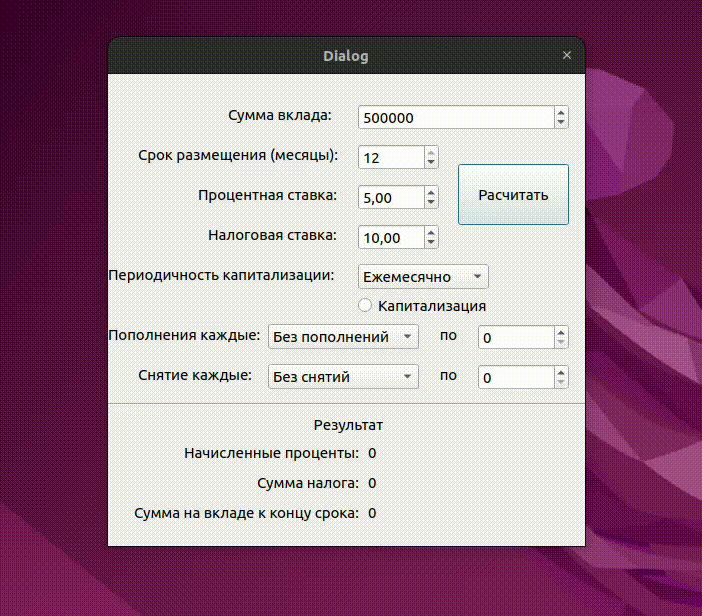 Dialog ×
Сумма вклада: 500000
Срок размещения (месяцы): 12
Процентная ставка: 5,00
Расчитать
Налоговая ставка: 10,00
Периодичность капитализации: Ежемесячно
Капитализация
Пополнения каждые: Без пополнений по 0
Снятие каждые: Без снятий по 0
Результат
Начисленные проценты: 0
Сумма налога: 0
Сумма на вкладе к концу срока: 0